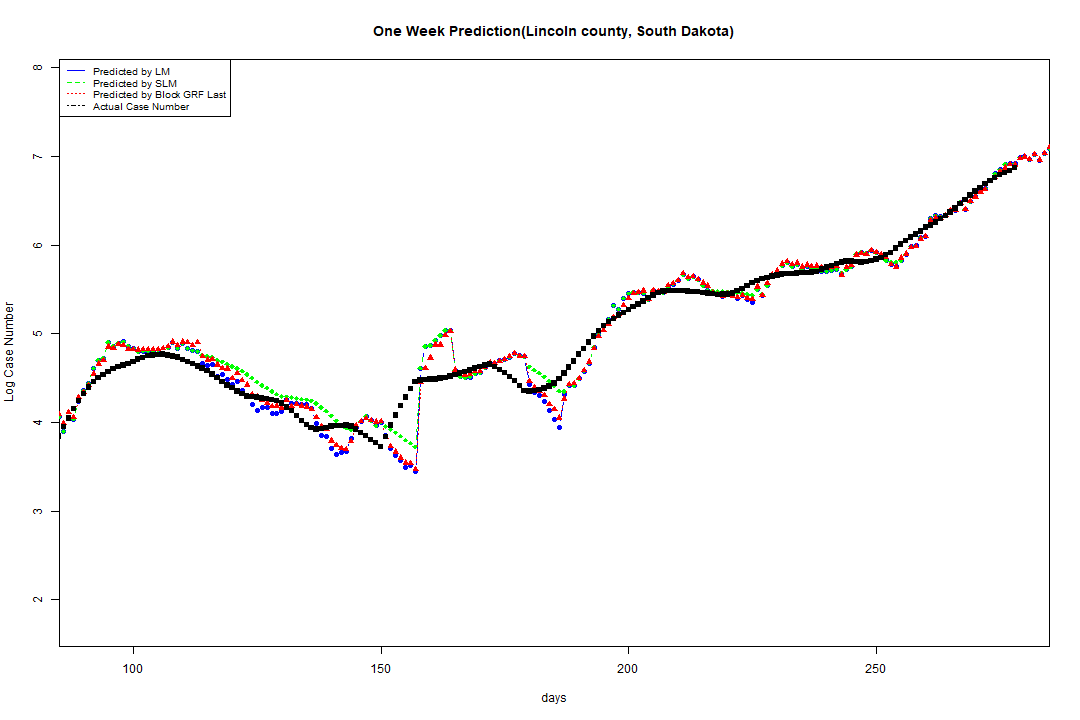 One Week Prediction(Lincoln county, South Dakota)
Predicted by LM
Predicted by SLM
Predicted by Block GRF Last
Actual Case Number
8
7
6
5
4
3
2
Log Case Number
100 150 200 250
days